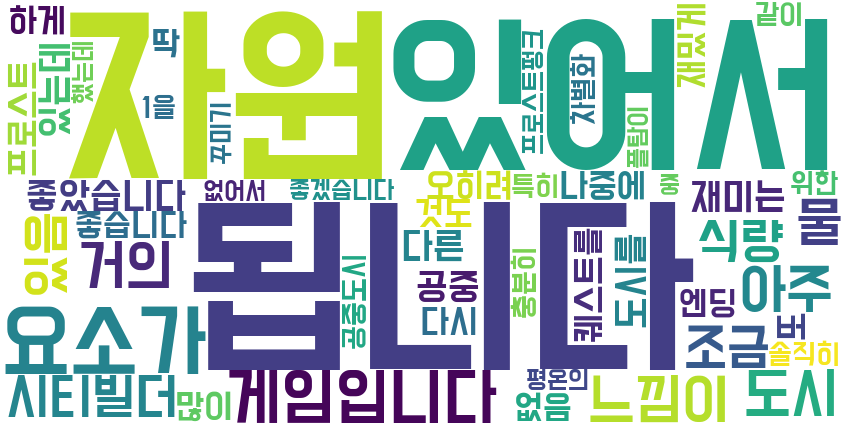 하게
프로스트
있는데
했는데
딱
1을
꾸미기
자원
있어서
프로스트펑크
차별화
플탐이
재밌게
같이
좋았습니다
없어서
좋겠습니다
오히려
특히
나중에
중
재미는
위한
있음
좋습니다
것도
거의
됩니다
다른
공중도시
공중
다시
충분히
퀘스트를
도시를
식량
물
엔딩
아주
버
요소가
조금
솔직히
시티빌더
많이
게임입니다
평온의
없음
느낌이
도시